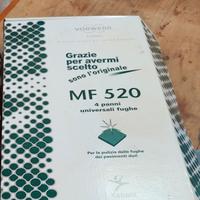 VORWERK
Grazie
per avermi
scelto
sono l'originale
MF 520
4 panni
universali fughe
Per la pulizia delle fughe
dei pavimenti duri